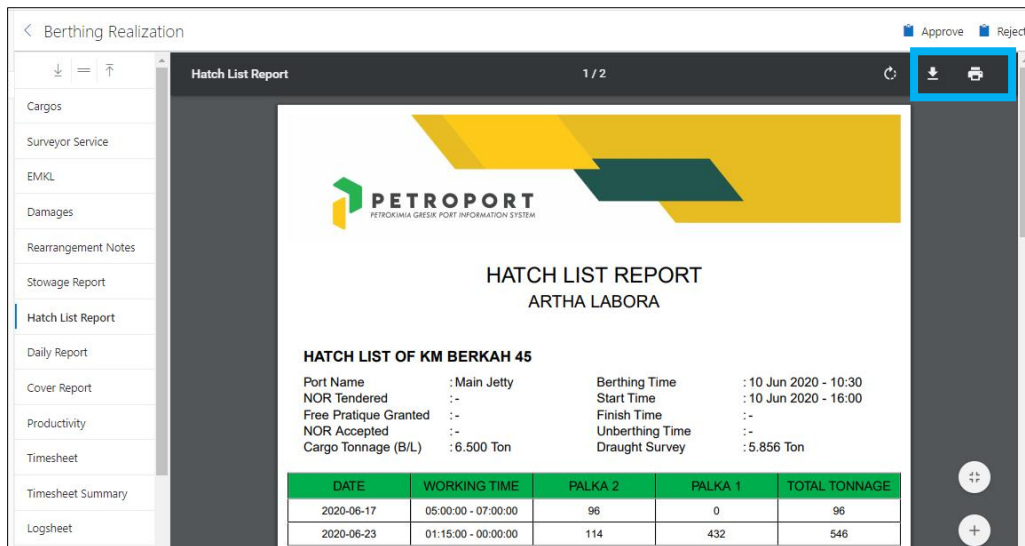 < Berthing Realization
Approve
Reject
Cargos
Surveyor Service
EMKL
Damages
Rearrangement Notes
Stowage Report
Hatch List Report
Daily Report
Cover Report
Productivity
Timesheet
Timesheet Summary
Logsheet
Hatch List Report 1 / 2
PETROPORT
PETROKIMIA GRESIK PORT INFORMATION SYSTEM
HATCH LIST REPORT
ARTHA LABORA
HATCH LIST OF KM BERKAH 45
Port Name : Main Jetty Berthing Time : 10 Jun 2020 - 10:30
NOR Tendered : - Start Time : 10 Jun 2020 - 16:00
Free Pratique Granted : - Finish Time : -
NOR Accepted : - Unberthing Time : -
Cargo Tonnage (B/L) : 6.500 Ton Draught Survey : 5.856 Ton
DATE WORKING TIME PALKA 2 PALKA 1 TOTAL TONNAGE
2020-06-17 05:00:00 - 07:00:00 96 0 96
2020-06-23 01:15:00 - 00:00:00 114 432 546